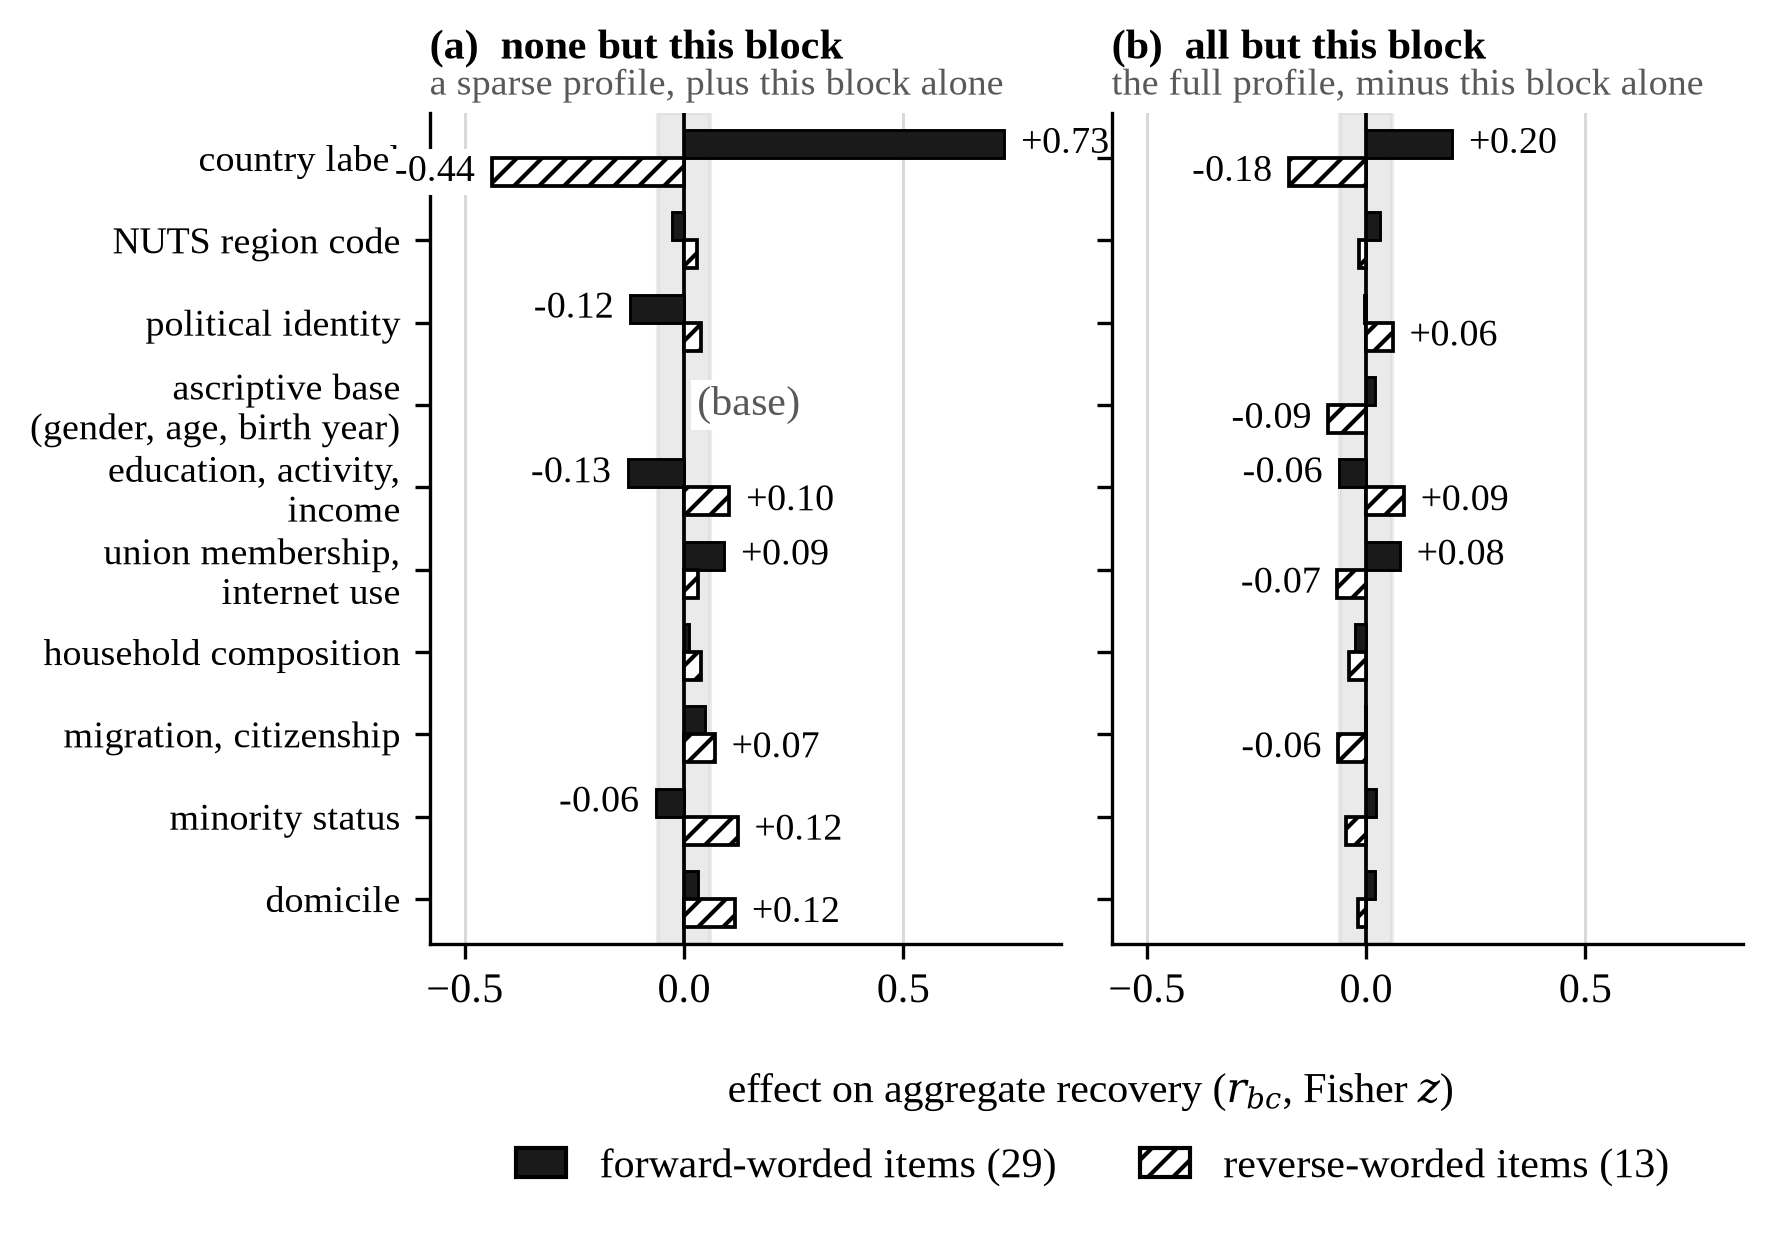 (a)  none but this block
a sparse profile, plus this block alone
(b)  all but this block
the full profile, minus this block alone
country label
+0.73
-0.44
+0.20
-0.18
NUTS region code
political identity
-0.12
+0.06
ascriptive base
(gender, age, birth year)
(base)
-0.09
education, activity,
income
-0.13
+0.10
-0.06
+0.09
union membership,
internet use
+0.09
+0.08
-0.07
household composition
migration, citizenship
+0.07
-0.06
minority status
-0.06
+0.12
domicile
+0.12
−0.5
0.0
0.5
−0.5
0.0
0.5
effect on aggregate recovery (r_bc, Fisher z)
forward-worded items (29)
reverse-worded items (13)